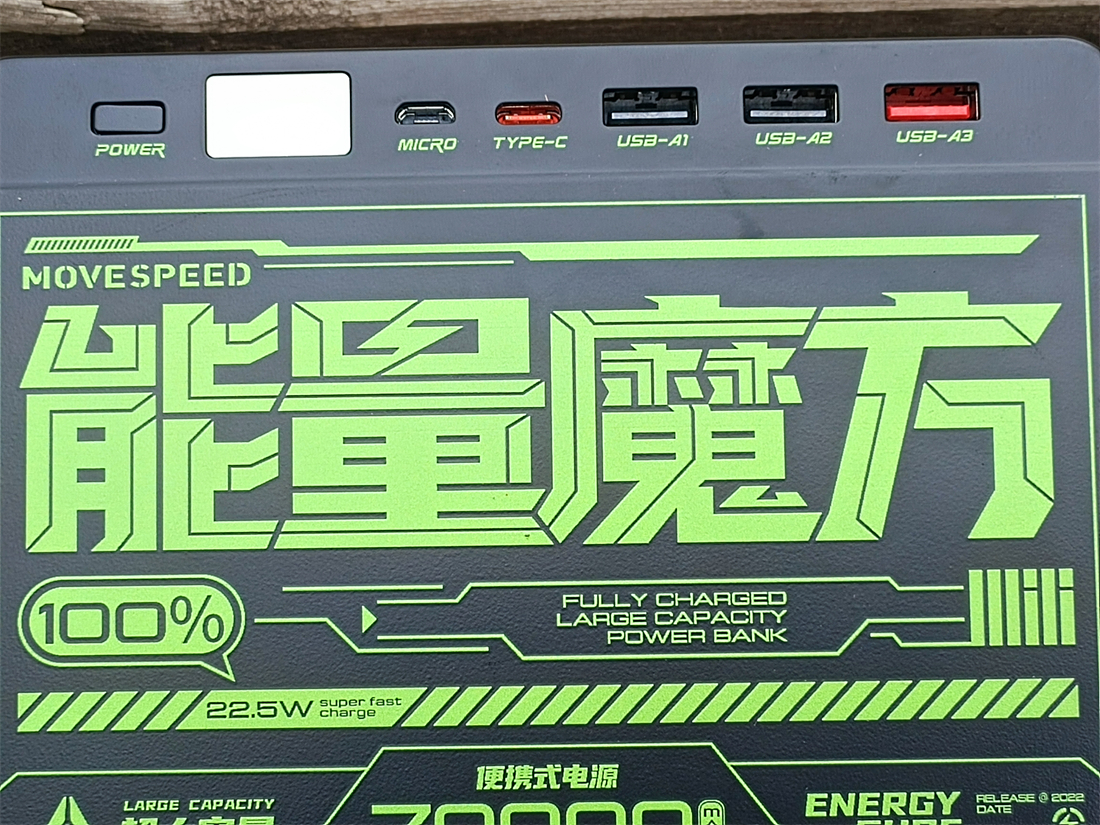 POWER
MICRO
TYPE-C
USB-A1
USB-A2
USB-A3
MOVESPEED
能量魔方
100%
FULLY CHARGED
LARGE CAPACITY
POWER BANK
22.5W super fast
charge
便携式电源
LARGE CAPACITY
ENERGY
RELEASE @ 2022
DATE